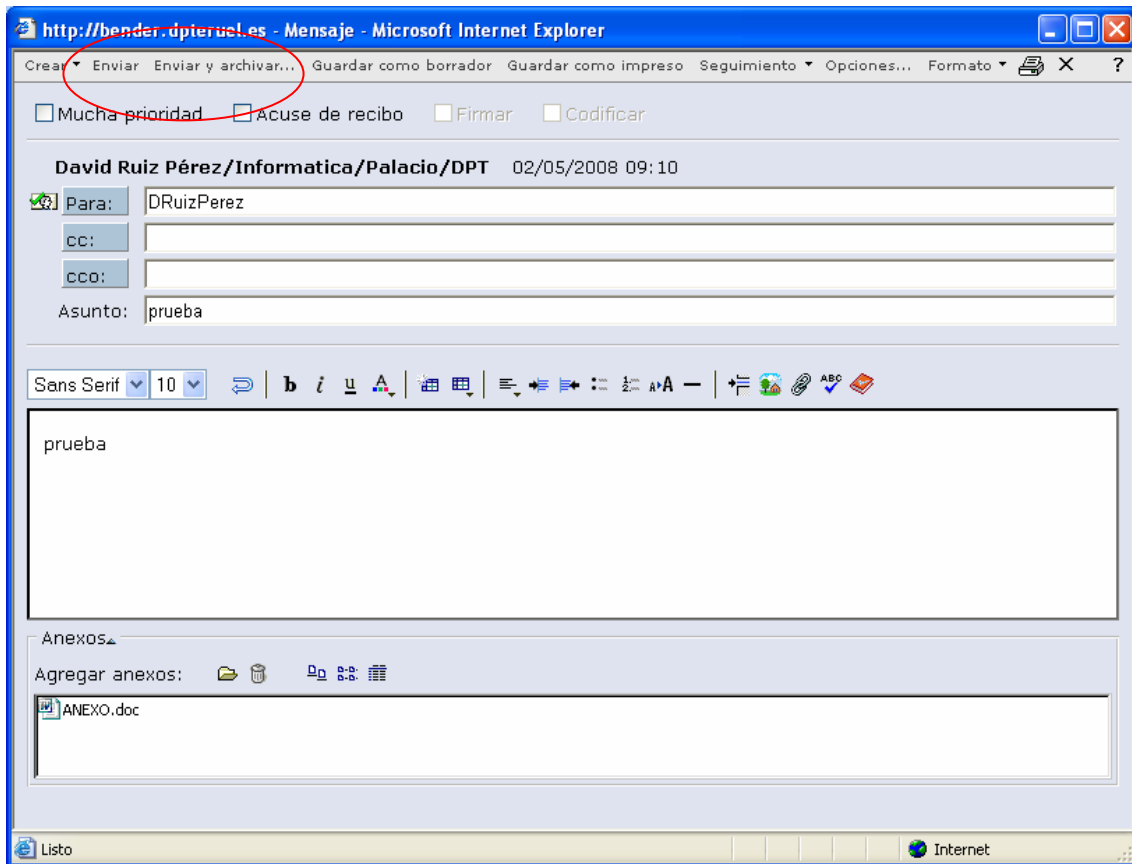 http://bender.dpteruel.es - Mensaje - Microsoft Internet Explorer
Crear Enviar Enviar y archivar... Guardar como borrador Guardar como impreso Seguimiento Opciones... Formato ?
Mucha prioridad Acuse de recibo Firmar Codificar
David Ruiz Pérez/Informatica/Palacio/DPT 02/05/2008 09:10
Para: DRuizPerez
cc:
cco:
Asunto: prueba
Sans Serif 10 b i u A A›A ABC
prueba
Anexos
Agregar anexos:
ANEXO.doc
Listo Internet